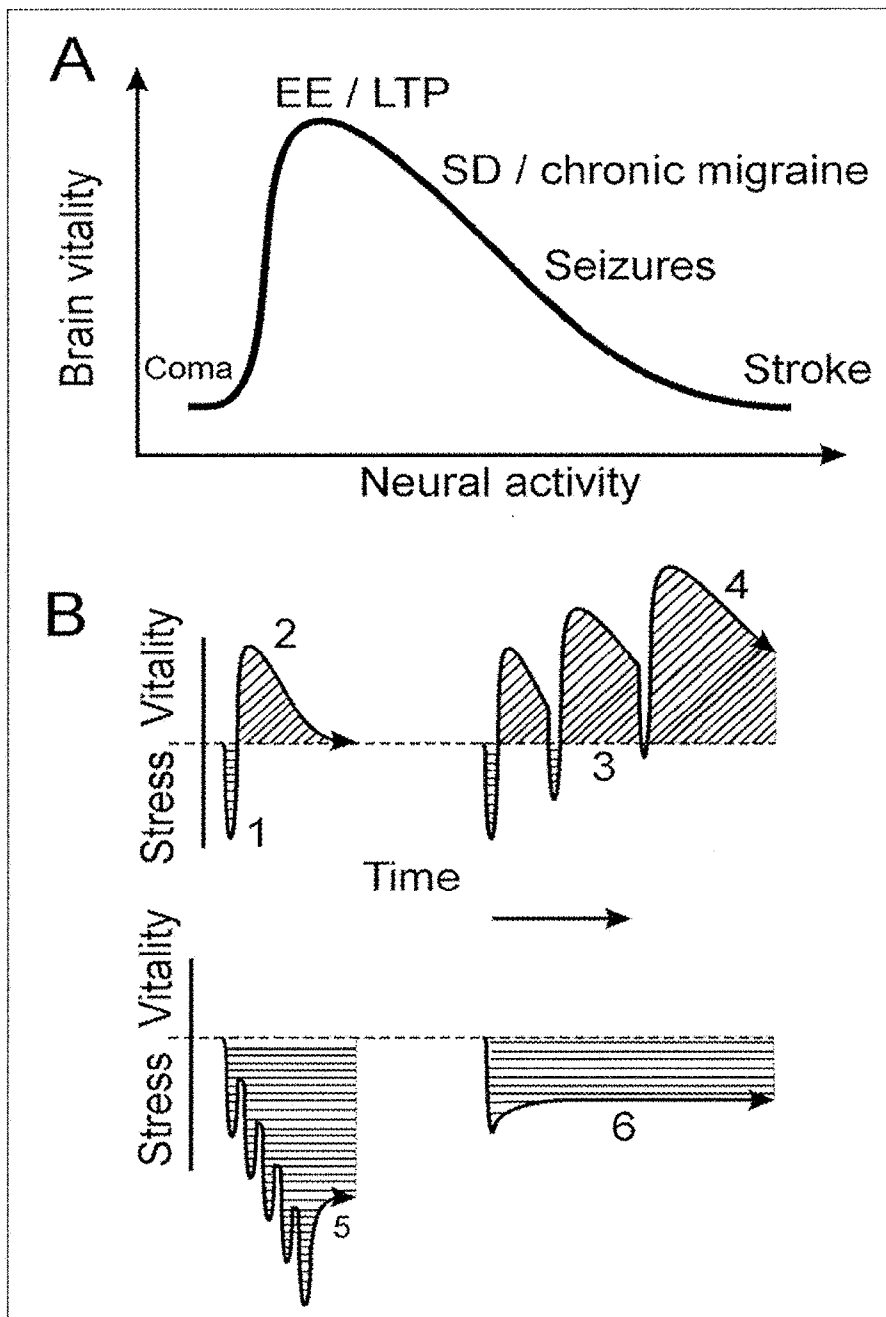 A
EE / LTP
SD / chronic migraine
Seizures
Coma
Stroke
Brain vitality
Neural activity
B
Vitality
Stress
1
2
3
4
Time
Vitality
Stress
5
6